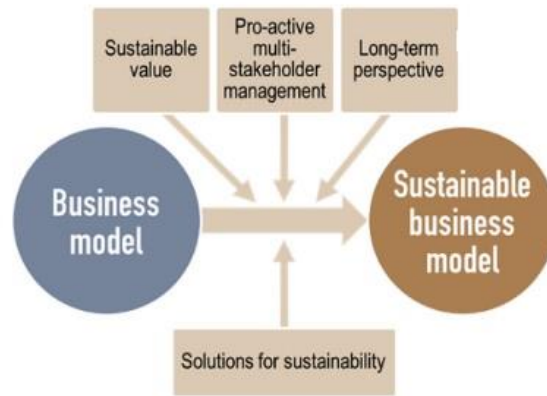 Sustainable
value
Pro-active
multi-
stakeholder
management
Long-term
perspective
Business
model
Sustainable
business
model
Solutions for sustainability